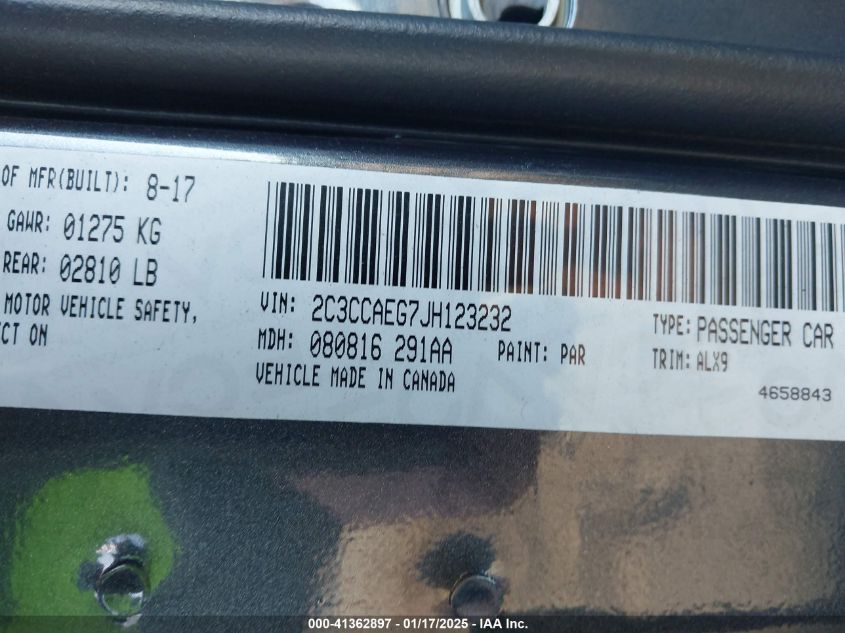 OF MFR(BUILT): 8-17
GAWR: 01275 KG
REAR: 02810 LB
MOTOR VEHICLE SAFETY,
ECT ON
VIN: 2C3CCAEG7JH123232
MDH: 080816 291AA
PAINT: PAR
VEHICLE MADE IN CANADA
TYPE: PASSENGER CAR
TRIM: ALX9
4658843
000-41362897 - 01/17/2025 - IAA Inc.